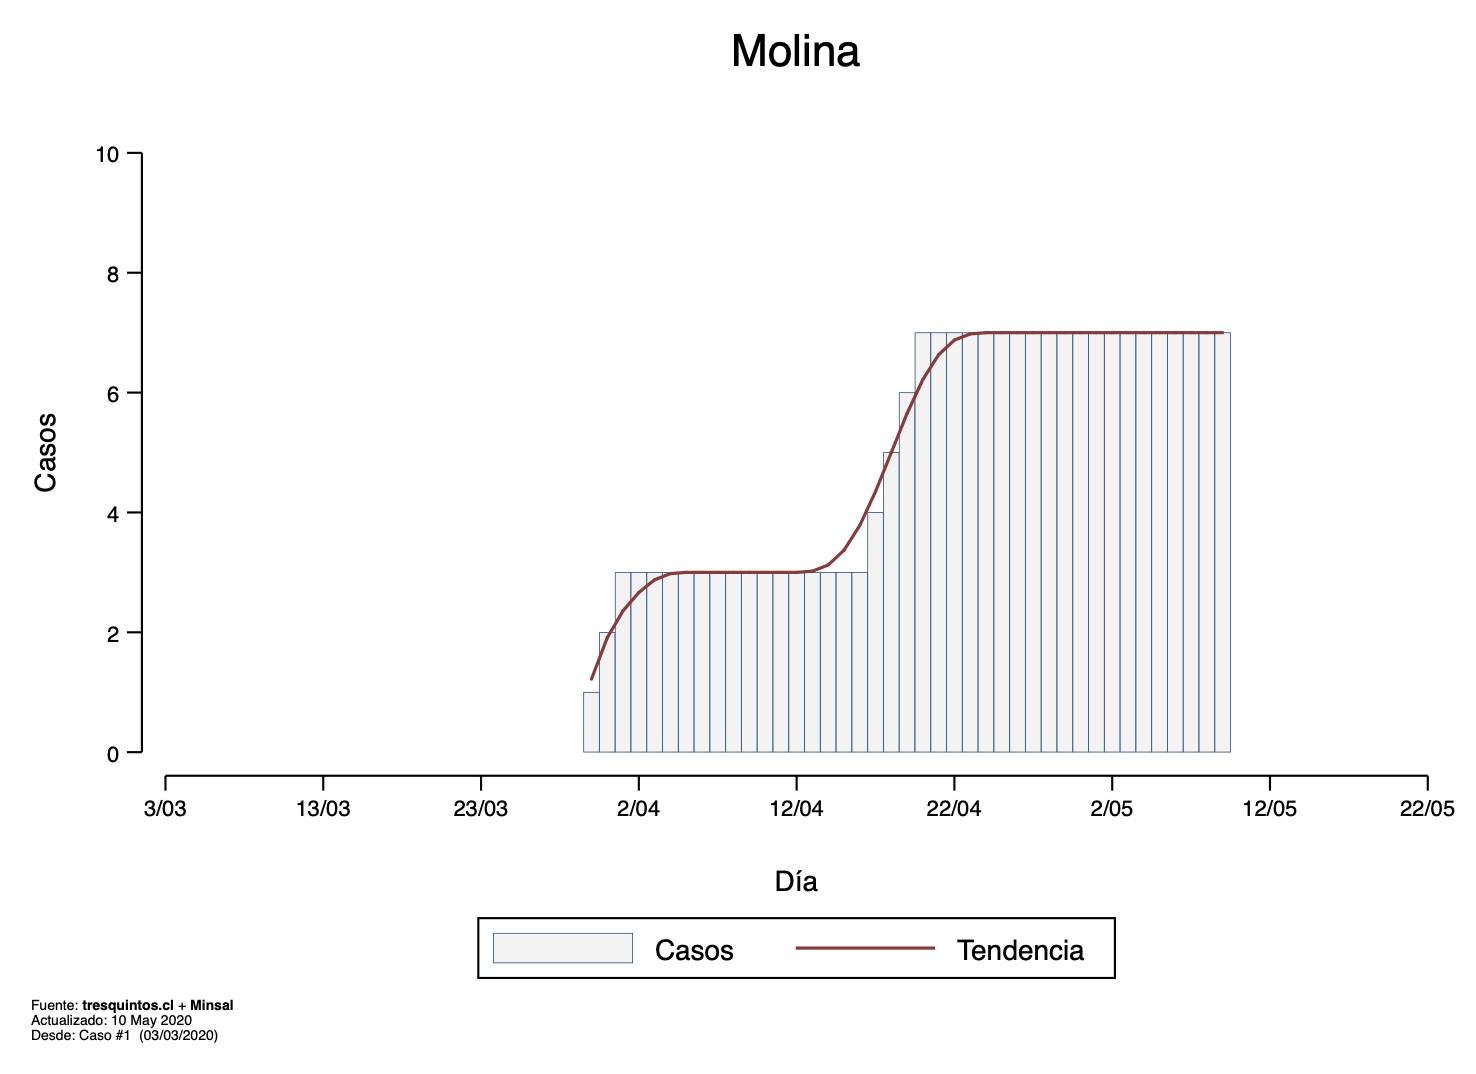 Molina
10
8
6
4
2
0
Casos
3/03 13/03 23/03 2/04 12/04 22/04 2/05 12/05 22/05
Día
Casos Tendencia
Fuente: tresquintos.cl + Minsal
Actualizado: 10 May 2020
Desde: Caso #1 (03/03/2020)